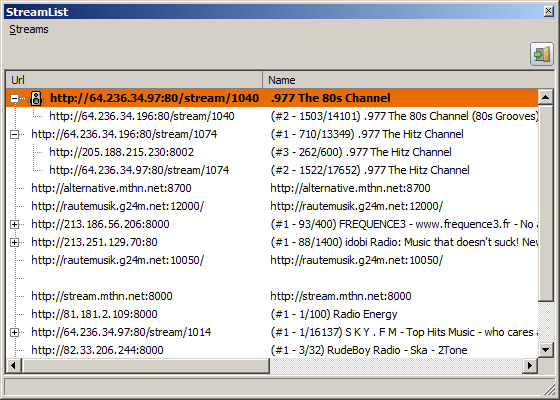 StreamList
Streams
Url Name
http://64.236.34.97:80/stream/1040 .977 The 80s Channel
http://64.236.34.196:80/stream/1040 (#2 - 1503/14101) .977 The 80s Channel (80s Grooves)
http://64.236.34.196:80/stream/1074 (#1 - 710/13349) .977 The Hitz Channel
http://205.188.215.230:8002 (#3 - 262/600) .977 The Hitz Channel
http://64.236.34.97:80/stream/1074 (#2 - 1522/17652) .977 The Hitz Channel
http://alternative.mthn.net:8700 http://alternative.mthn.net:8700
http://rautemusik.g24m.net:12000/ http://rautemusik.g24m.net:12000/
http://213.186.56.206:8000 (#1 - 93/400) FREQUENCE3 - www.frequence3.fr - No
http://213.251.129.70:80 (#1 - 88/1400) idobi Radio: Music that doesn't suck! New
http://rautemusik.g24m.net:10050/ http://rautemusik.g24m.net:10050/
http://stream.mthn.net:8000 http://stream.mthn.net:8000
http://81.181.2.109:8000 (#1 - 1/100) Radio Energy
http://64.236.34.97:80/stream/1014 (#1 - 1/16137) S K Y . F M - Top Hits Music - who cares a
http://82.33.206.244:8000 (#1 - 3/32) RudeBoy Radio - Ska - 2Tone